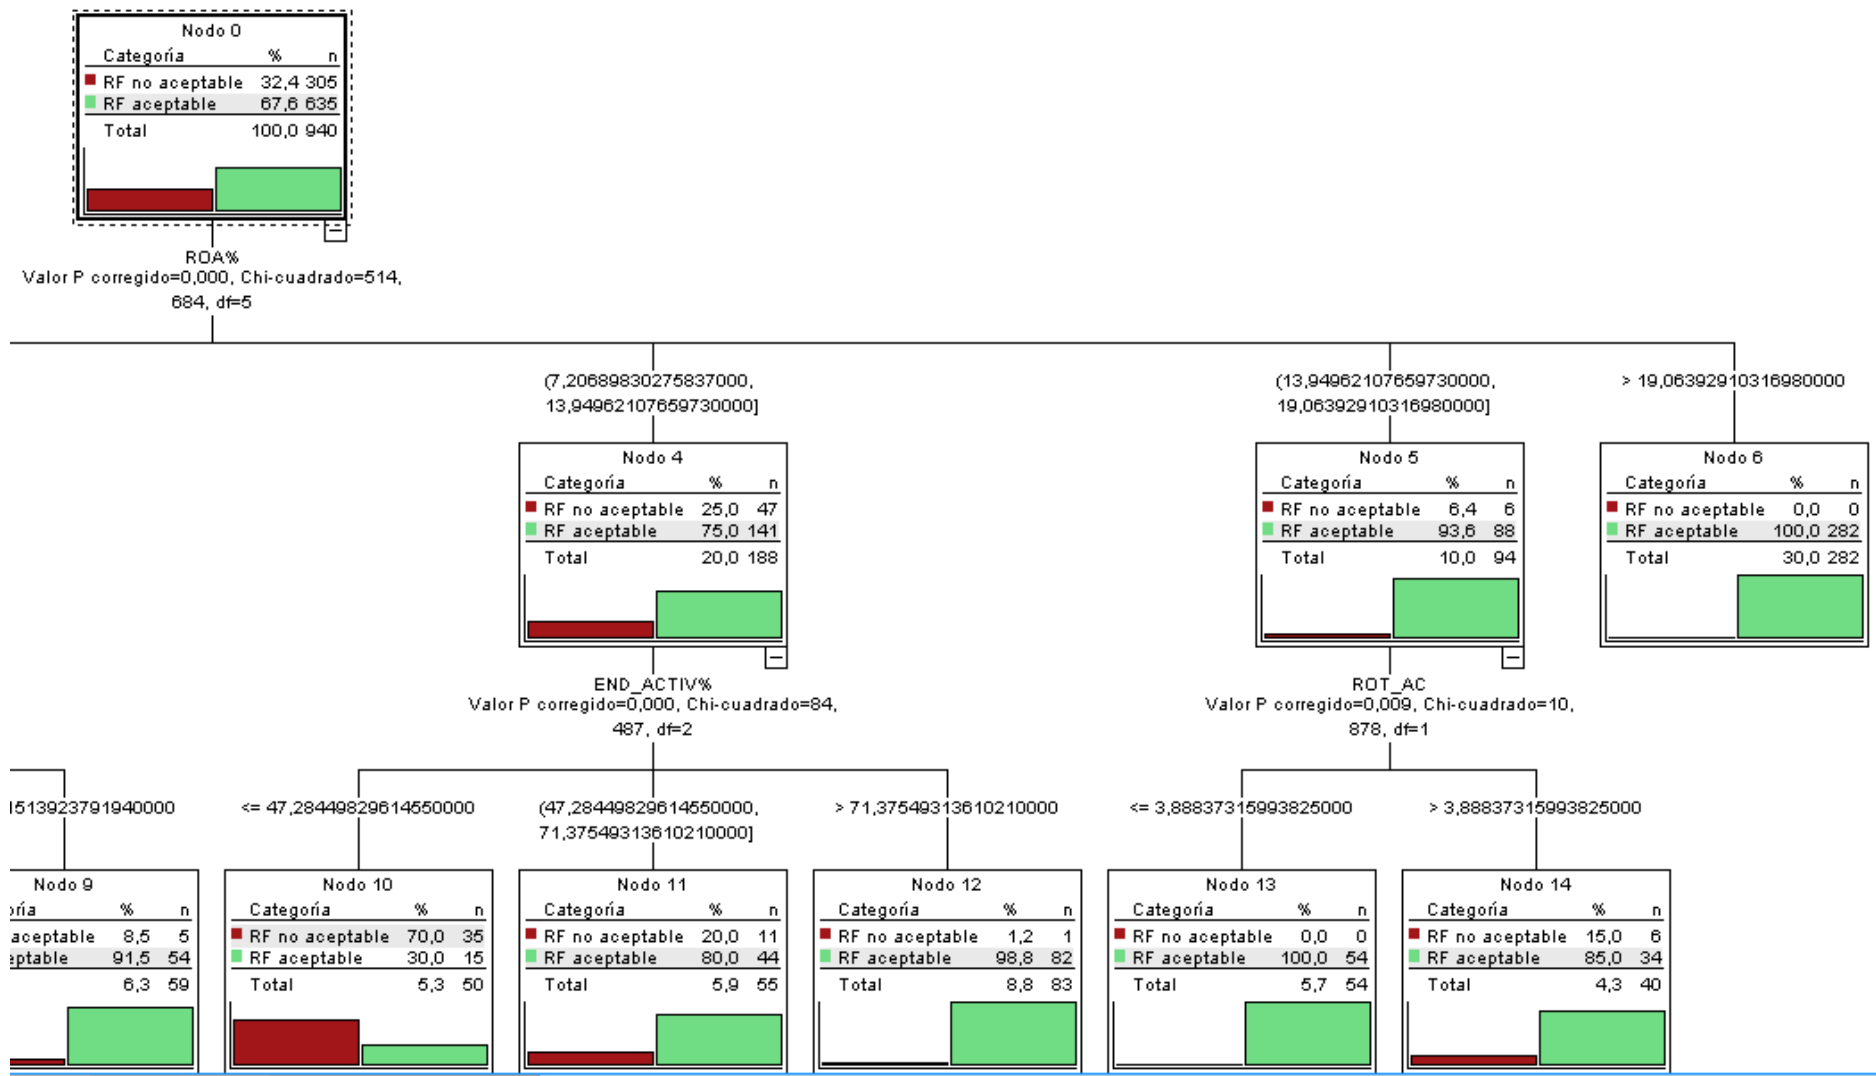 Nodo 0
Categoría % n
RF no aceptable 32,4 305
RF aceptable 67,6 635
Total 100,0 940
ROA%
Valor P corregido=0,000, Chi-cuadrado=514,
684, df=5
(7,20689830275837000,
13,94962107659730000]
(13,94962107659730000,
19,06392910316980000]
> 19,06392910316980000
Nodo 4
Categoría % n
RF no aceptable 25,0 47
RF aceptable 75,0 141
Total 20,0 188
Nodo 5
Categoría % n
RF no aceptable 6,4 6
RF aceptable 93,6 88
Total 10,0 94
Nodo 6
Categoría % n
RF no aceptable 0,0 0
RF aceptable 100,0 282
Total 30,0 282
END_ACTIV%
Valor P corregido=0,000, Chi-cuadrado=84,
487, df=2
ROT_AC
Valor P corregido=0,009, Chi-cuadrado=10,
878, df=1
15139237919400000
<= 47,28449829614550000
(47,28449829614550000,
71,37549313610210000]
> 71,37549313610210000
<= 3,888373159938250000
> 3,888373159938250000
Nodo 9
oría % n
aceptable 8,5 5
eptable 91,5 54
6,3 59
Nodo 10
Categoría % n
RF no aceptable 70,0 35
RF aceptable 30,0 15
Total 5,3 50
Nodo 11
Categoría % n
RF no aceptable 20,0 11
RF aceptable 80,0 44
Total 5,9 55
Nodo 12
Categoría % n
RF no aceptable 1,2 1
RF aceptable 98,8 82
Total 8,8 83
Nodo 13
Categoría % n
RF no aceptable 0,0 0
RF aceptable 100,0 54
Total 5,7 54
Nodo 14
Categoría % n
RF no aceptable 15,0 6
RF aceptable 85,0 34
Total 4,3 40